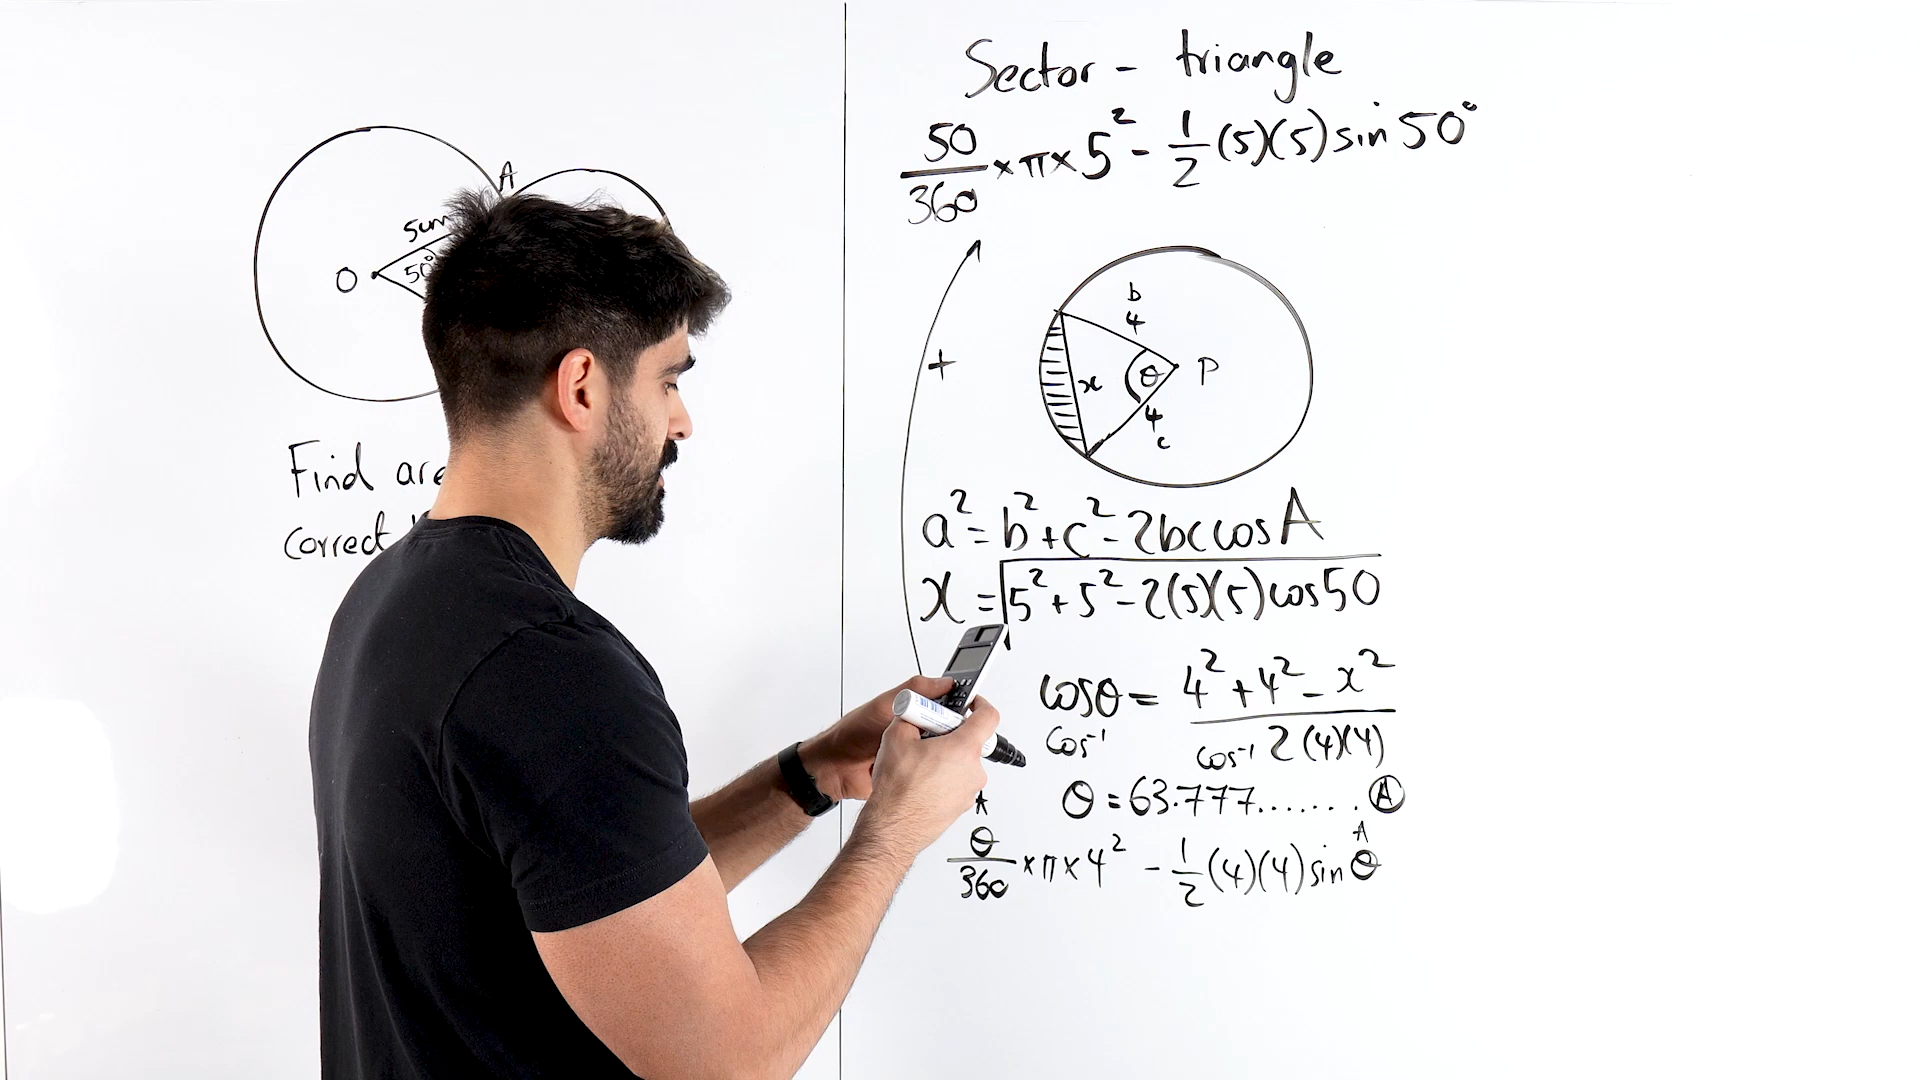 A
5cm
O
50°
Find
correct
Sector - triangle
50/360 × π × 5² - 1/2 (5)(5) sin 50°
+
b
4
θ
P
x
4
c
a² = b² + c² - 2bc cos A
x = √5² + 5² - 2(5)(5) cos 50
cosθ = 4² + 4² - x² / 2(4)(4)
cos⁻¹ cos⁻¹
θ = 63.777....... Ⓐ
A A
θ/360 × π × 4² - 1/2 (4)(4) sin θ